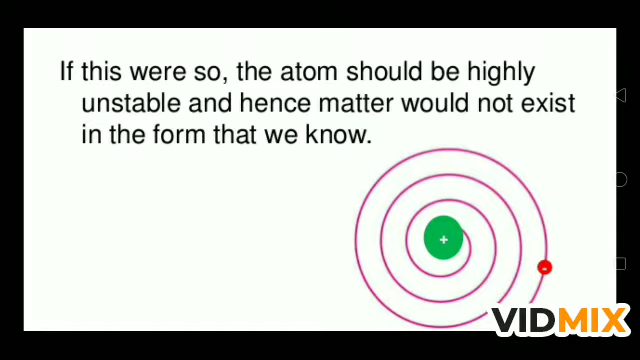 If this were so, the atom should be highly
unstable and hence matter would not exist
in the form that we know.
+
-
VIDMIX